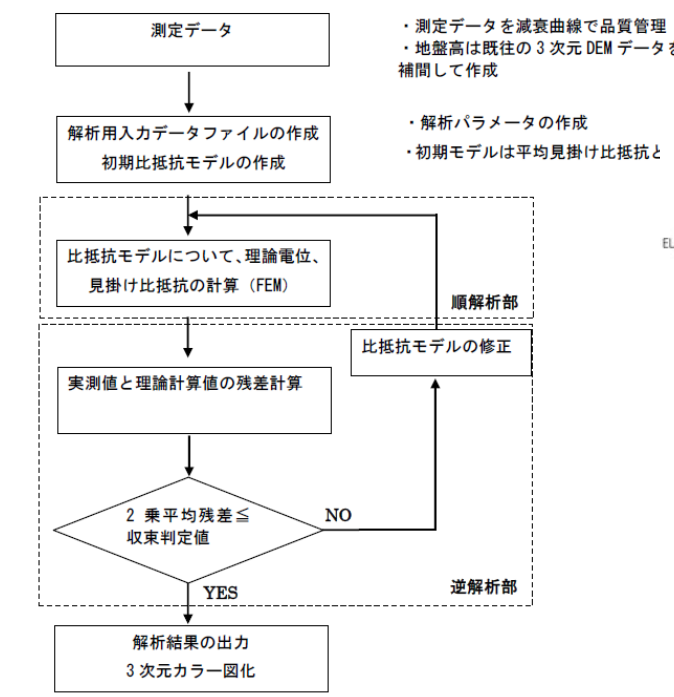 測定データ
・測定データを減衰曲線で品質管理
・地盤高は既往の3次元DEMデータを
補間して作成
解析用入力データファイルの作成
初期比抵抗モデルの作成
・解析パラメータの作成
・初期モデルは平均見掛け比抵抗と
比抵抗モデルについて、理論電位、
見掛け比抵抗の計算（FEM）
EL
順解析部
比抵抗モデルの修正
実測値と理論計算値の残差計算
2 乗平均残差≦
収束判定値
NO
YES
逆解析部
解析結果の出力
3次元カラー図化